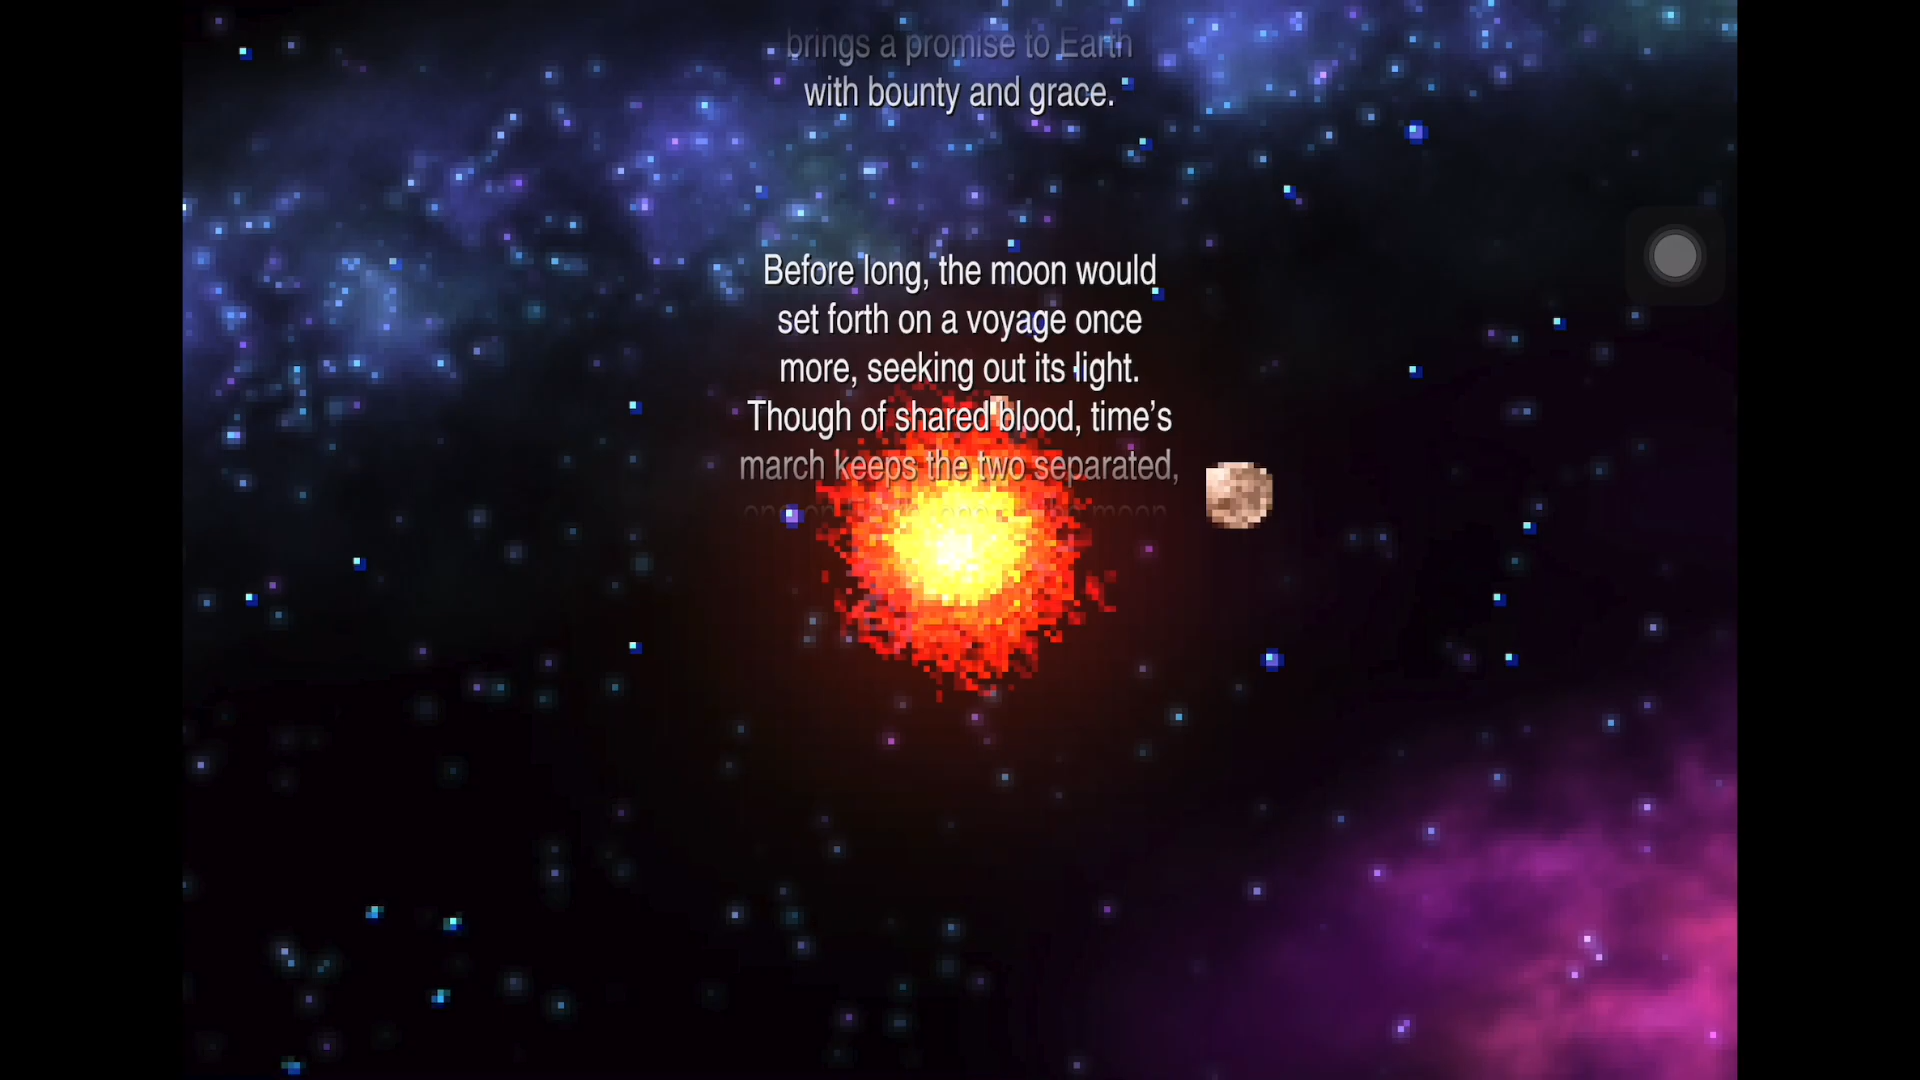 brings a promise to Earth
with bounty and grace.
Before long, the moon would
set forth on a voyage once
more, seeking out its light.
Though of shared blood, time’s
march keeps the two separated,
moon